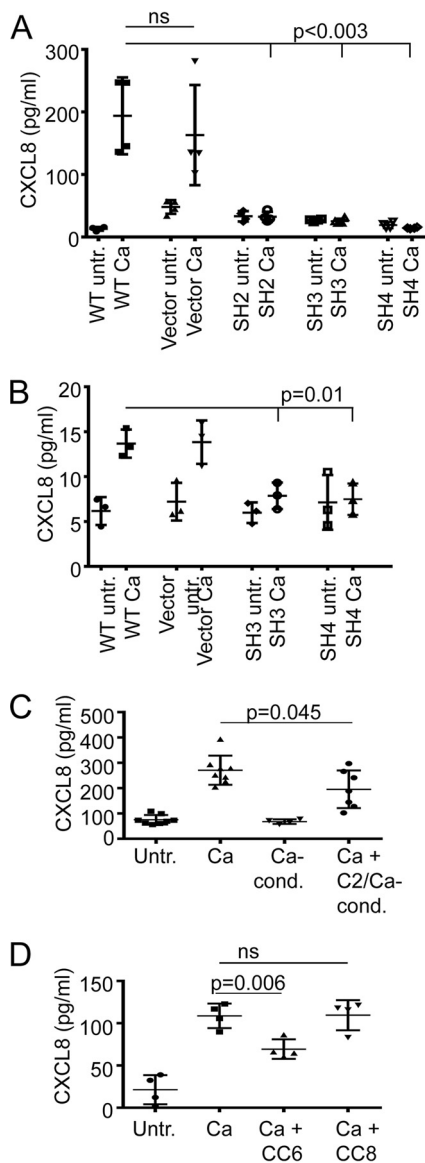 A
ns
p<0.003
CXCL8 (pg/ml)
300
200
100
0
WT untr.
WT Ca
Vector untr.
Vector Ca
SH2 untr.
SH2 Ca
SH3 untr.
SH3 Ca
SH4 untr.
SH4 Ca
B
p=0.01
CXCL8 (pg/ml)
20
15
10
5
0
WT untr.
WT Ca
Vector
untr.
Vector Ca
SH3 untr.
SH3 Ca
SH4 untr.
SH4 Ca
C
p=0.045
CXCL8 (pg/ml)
500
400
300
200
100
0
Untr.
Ca
Ca-
cond.
Ca +
C2/Ca-
cond.
D
ns
p=0.006
CXCL8 (pg/ml)
150
100
50
0
Untr.
Ca
Ca +
CC6
Ca +
CC8